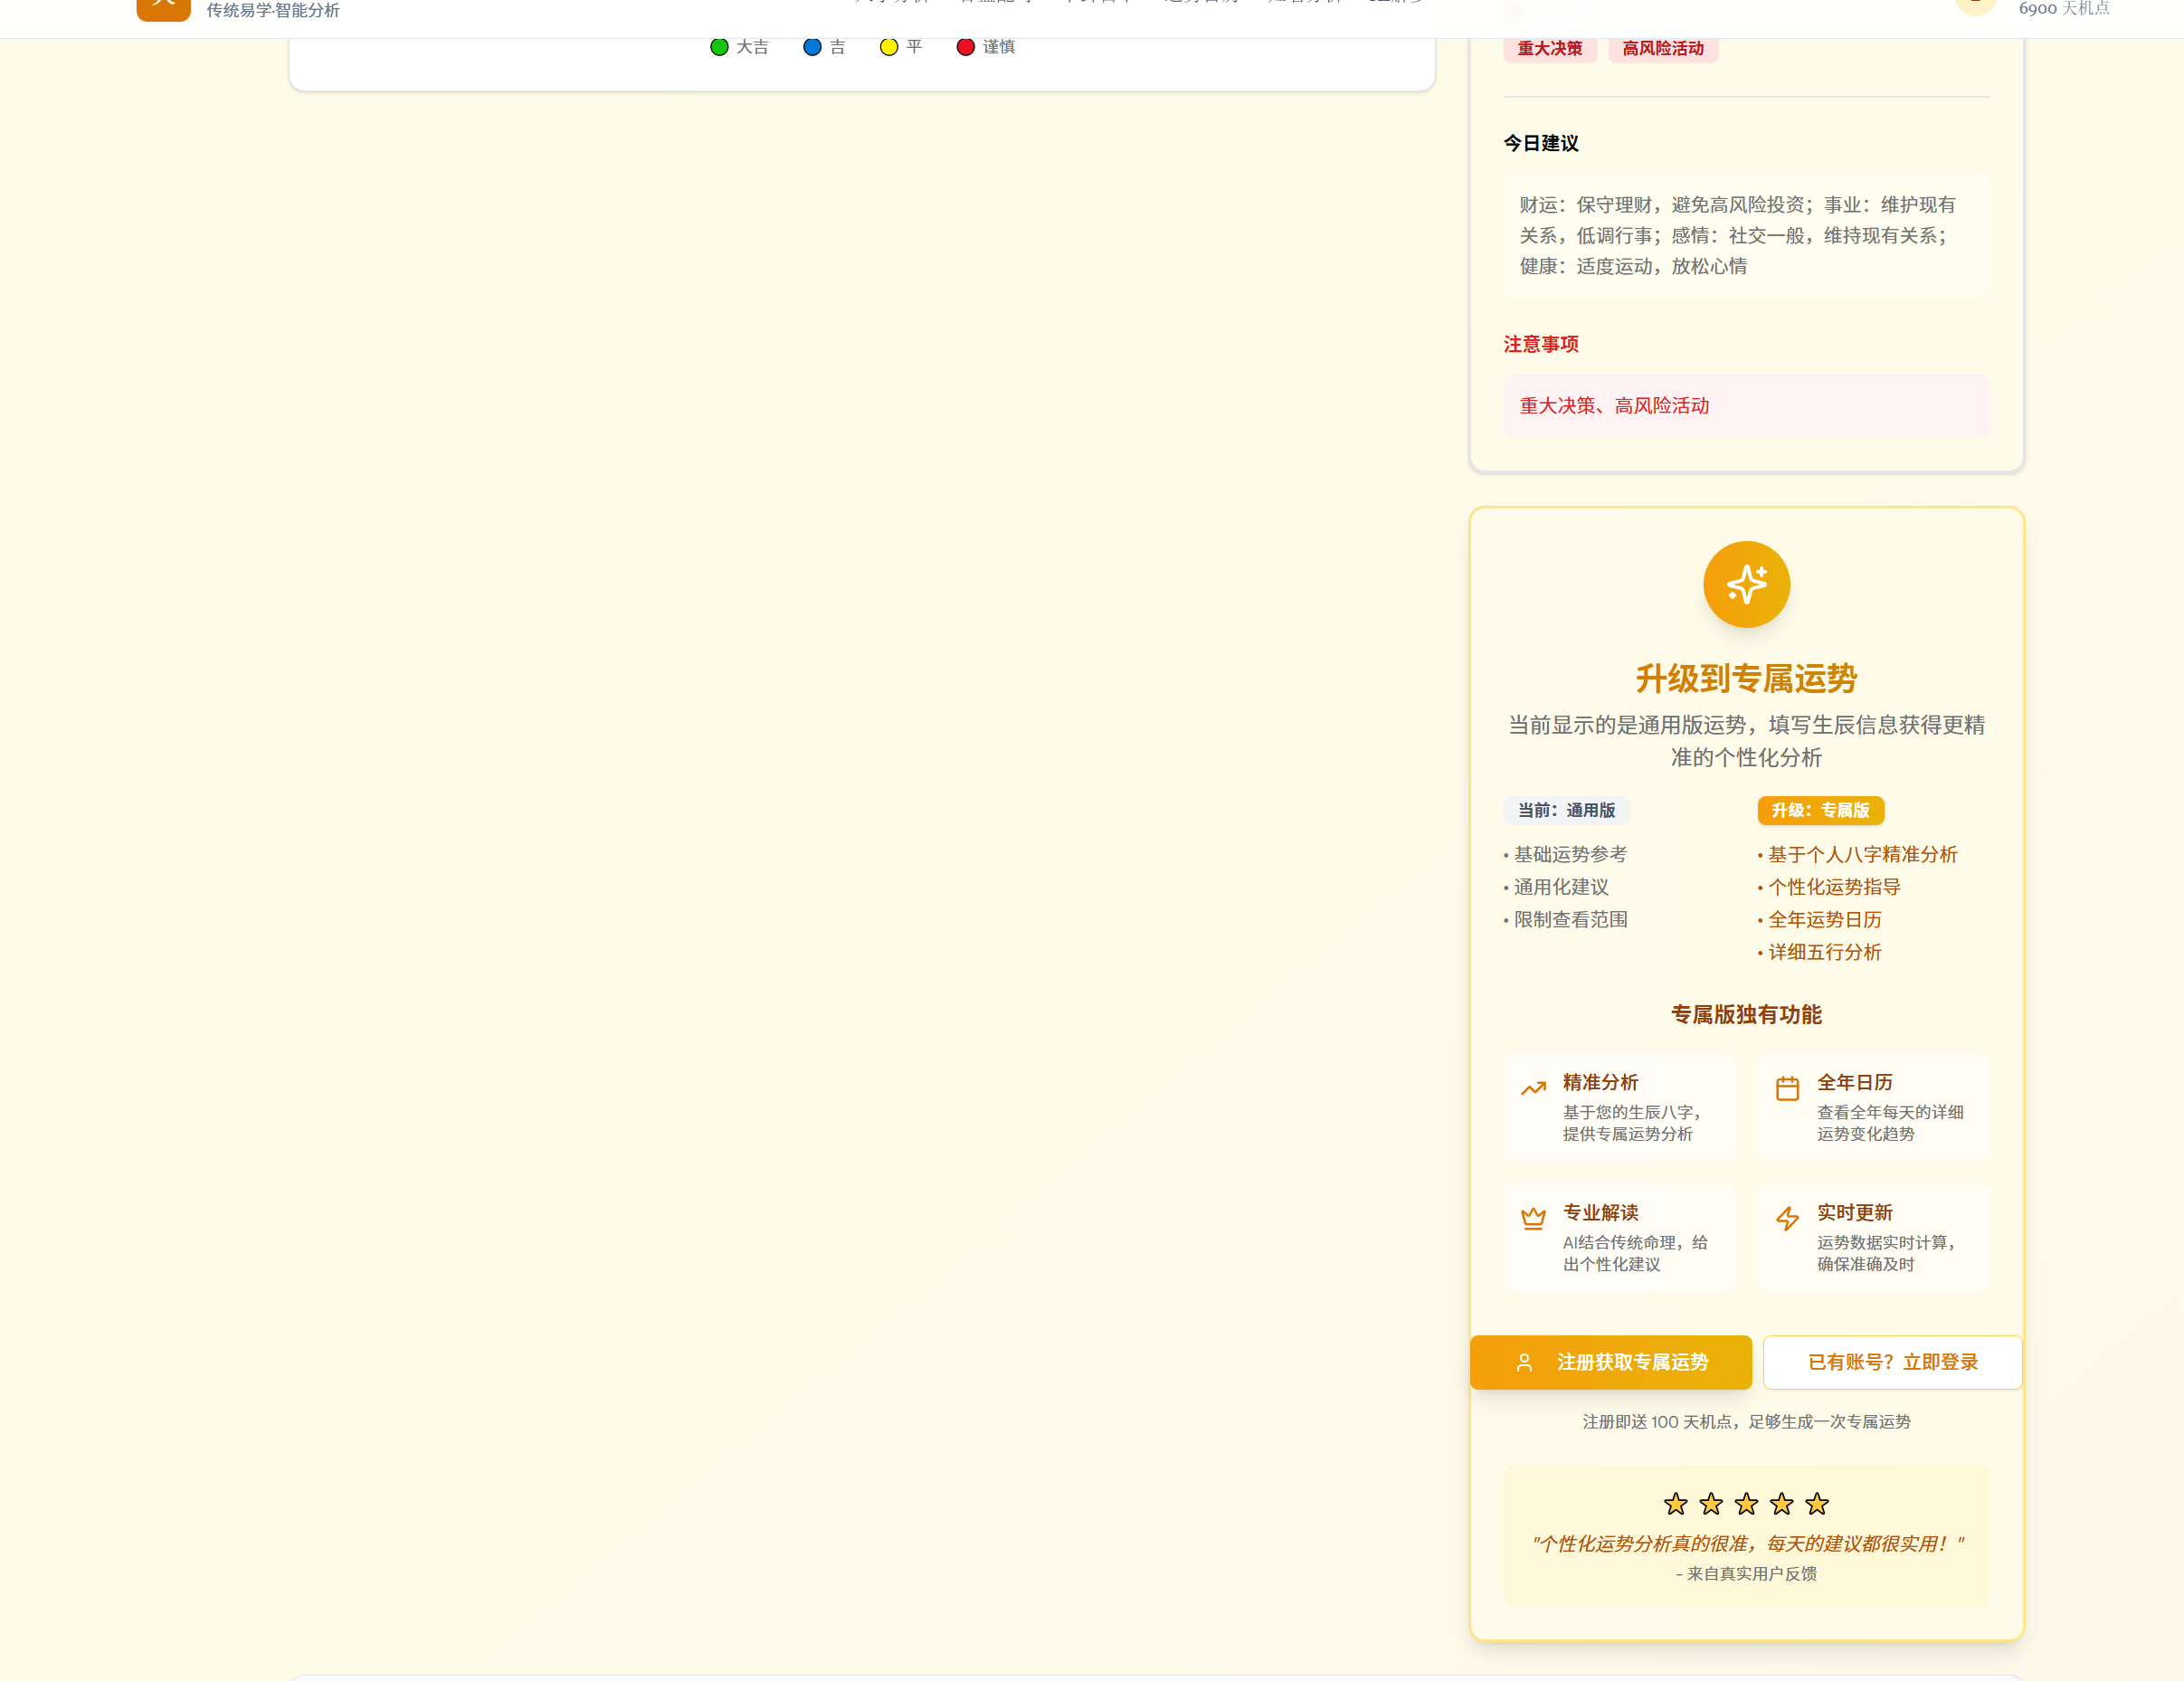 传统易学·智能分析
6900 天机点
大吉
吉
平
谨慎
重大决策
高风险活动
今日建议
财运：保守理财，避免高风险投资；事业：维护现有
关系，低调行事；感情：社交一般，维持现有关系；
健康：适度运动，放松心情
注意事项
重大决策、高风险活动
升级到专属运势
当前显示的是通用版运势，填写生辰信息获得更精
准的个性化分析
当前：通用版
• 基础运势参考
• 通用化建议
• 限制查看范围
升级：专属版
• 基于个人八字精准分析
• 个性化运势指导
• 全年运势日历
• 详细五行分析
专属版独有功能
精准分析
基于您的生辰八字，
提供专属运势分析
全年日历
查看全年每天的详细
运势变化趋势
专业解读
AI结合传统命理，给
出个性化建议
实时更新
运势数据实时计算，
确保准确及时
注册获取专属运势
已有账号？立即登录
注册即送 100 天机点，足够生成一次专属运势
"个性化运势分析真的很准，每天的建议都很实用！"
- 来自真实用户反馈